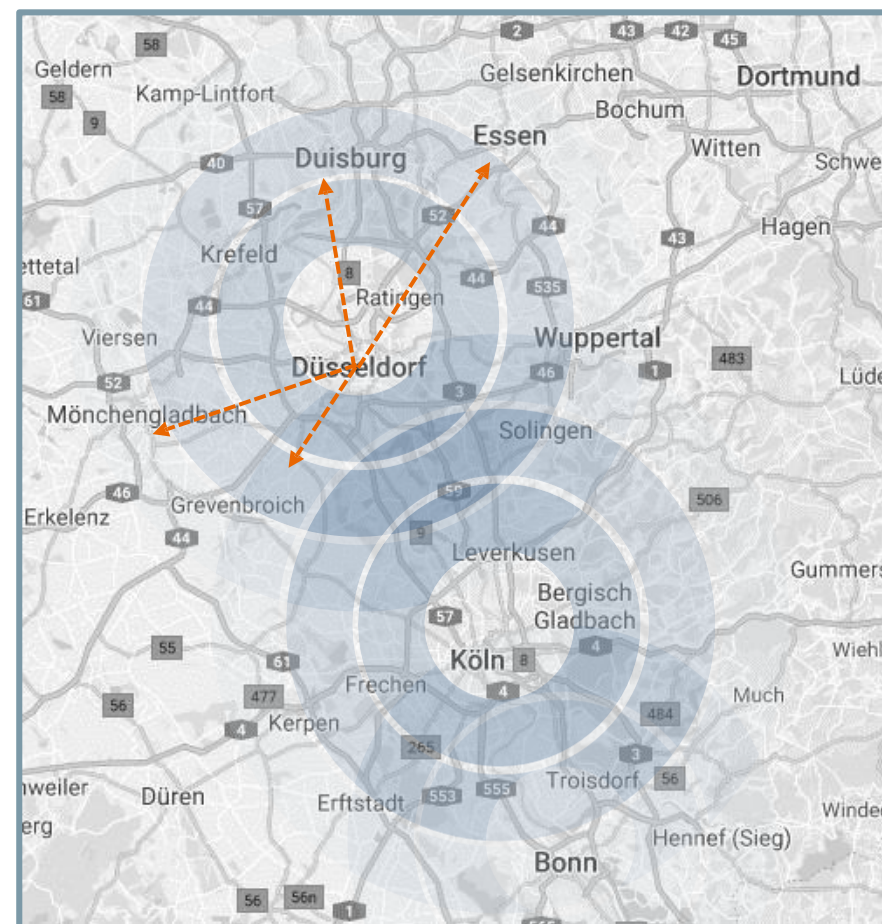 2
43
42
45
58
Geldern
Gelsenkirchen
Dortmund
58
Kamp-Lintfort
Bochum
9
Essen
Witten
Duisburg
Schwe
40
57
52
44
Hagen
43
Krefeld
ettetal
8
44
535
61
44
Ratingen
Viersen
Wuppertal
483
Düsseldorf
46
1
52
3
Lüde
Mönchengladbach
Solingen
46
59
Grevenbroich
506
Erkelenz
9
44
Leverkusen
Gummers
Bergisch
Gladbach
57
55
4
Wiehl
61
Köln
8
Frechen
4
477
Much
56
484
4
Kerpen
265
3
Troisdorf
56
nweiler
Düren
Erftstadt
553
555
Winde
erg
Hennef (Sieg)
Bonn
56
56n
1